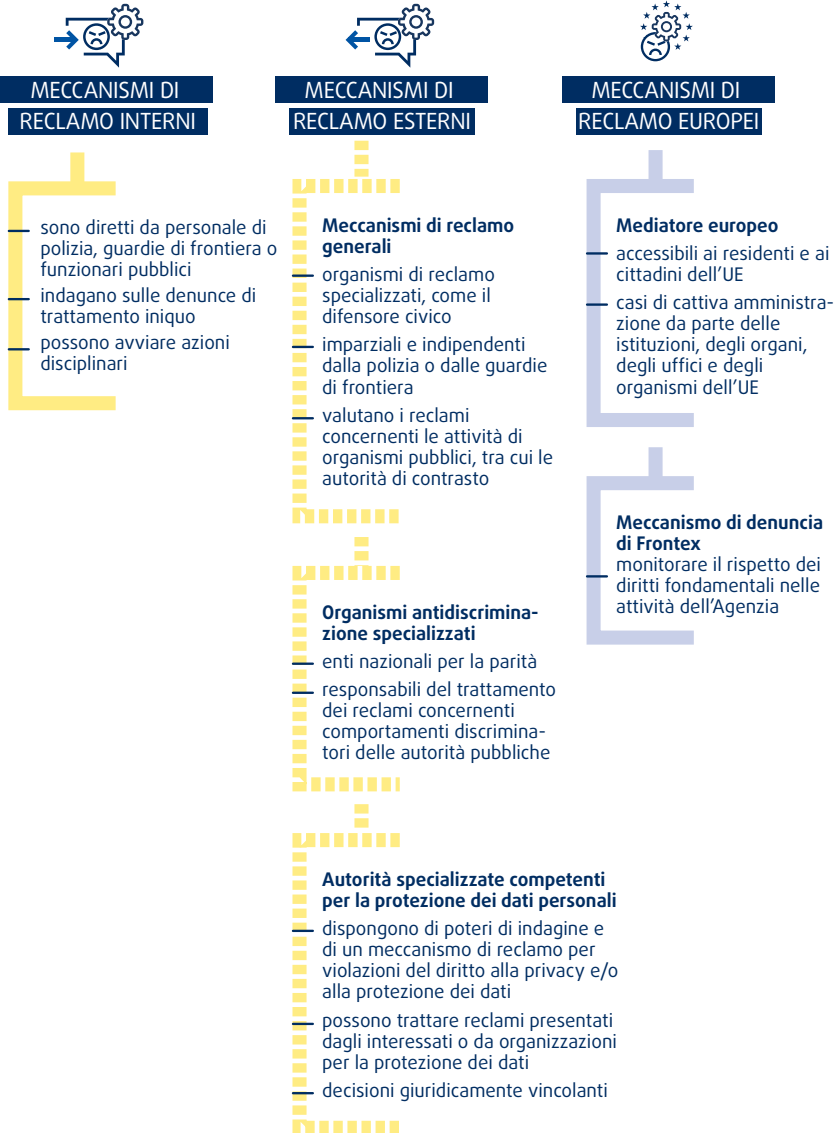 MECCANISMI DI
RECLAMO INTERNI
sono diretti da personale di
polizia, guardie di frontiera o
funzionari pubblici
indagano sulle denunce di
trattamento iniquo
possono avviare azioni
disciplinari
MECCANISMI DI
RECLAMO ESTERNI
Meccanismi di reclamo
generali
organismi di reclamo
specializzati, come il
difensore civico
imparziali e indipendenti
dalla polizia o dalle guardie
di frontiera
valutano i reclami
concernenti le attività di
organismi pubblici, tra cui le
autorità di contrasto
Organismi antidiscrimina-
zione specializzati
enti nazionali per la parità
responsabili del trattamento
dei reclami concernenti
comportamenti discrimina-
tori delle autorità pubbliche
Autorità specializzate competenti
per la protezione dei dati personali
dispongono di poteri di indagine e
di un meccanismo di reclamo per
violazioni del diritto alla privacy e/o
alla protezione dei dati
possono trattare reclami presentati
dagli interessati o da organizzazioni
per la protezione dei dati
decisioni giuridicamente vincolanti
MECCANISMI DI
RECLAMO EUROPEI
Mediatore europeo
accessibili ai residenti e ai
cittadini dell'UE
casi di cattiva amministra-
zione da parte delle
istituzioni, degli organi,
degli uffici e degli
organismi dell'UE
Meccanismo di denuncia
di Frontex
monitorare il rispetto dei
diritti fondamentali nelle
attività dell'Agenzia